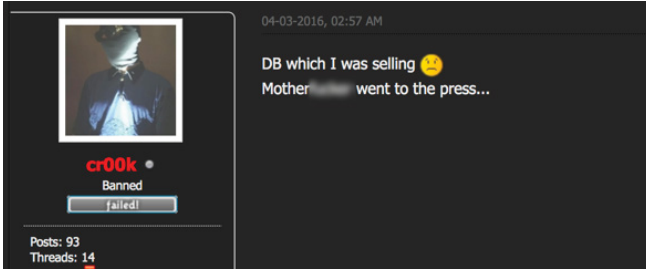 04-03-2016, 02:57 AM
DB which I was selling
Mother went to the press...
cr00k
Banned
failed!
Posts: 93
Threads: 14